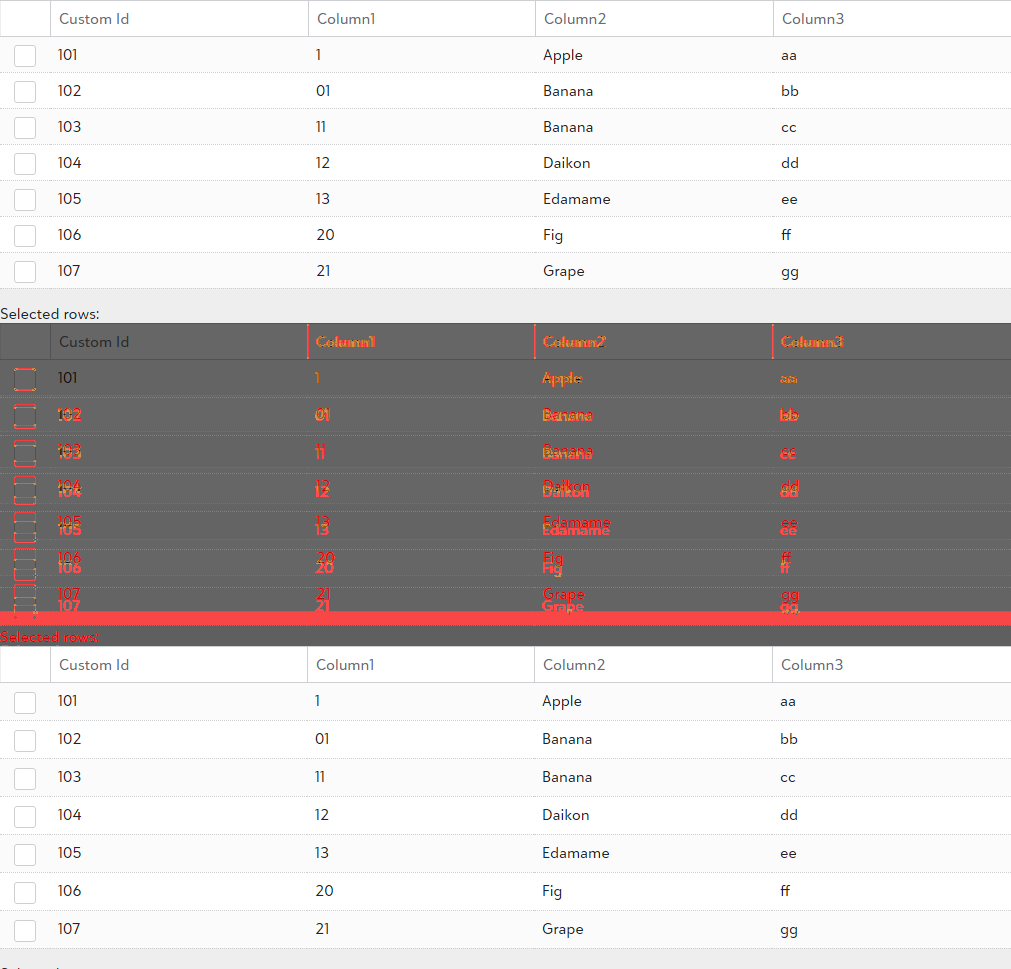 Custom Id Column1 Column2 Column3
101 1 Apple aa
102 01 Banana bb
103 11 Banana cc
104 12 Daikon dd
105 13 Edamame ee
106 20 Fig ff
107 21 Grape gg
Selected rows:
Custom Id Column1 Column2 Column3
101 1 Apple aa
102 01 Banana bb
103 11 Banana cc
104 12 Daikon dd
105 13 Edamame ee
106 20 Fig ff
107 21 Grape gg
Selected rows:
Custom Id Column1 Column2 Column3
101 1 Apple aa
102 01 Banana bb
103 11 Banana cc
104 12 Daikon dd
105 13 Edamame ee
106 20 Fig ff
107 21 Grape gg